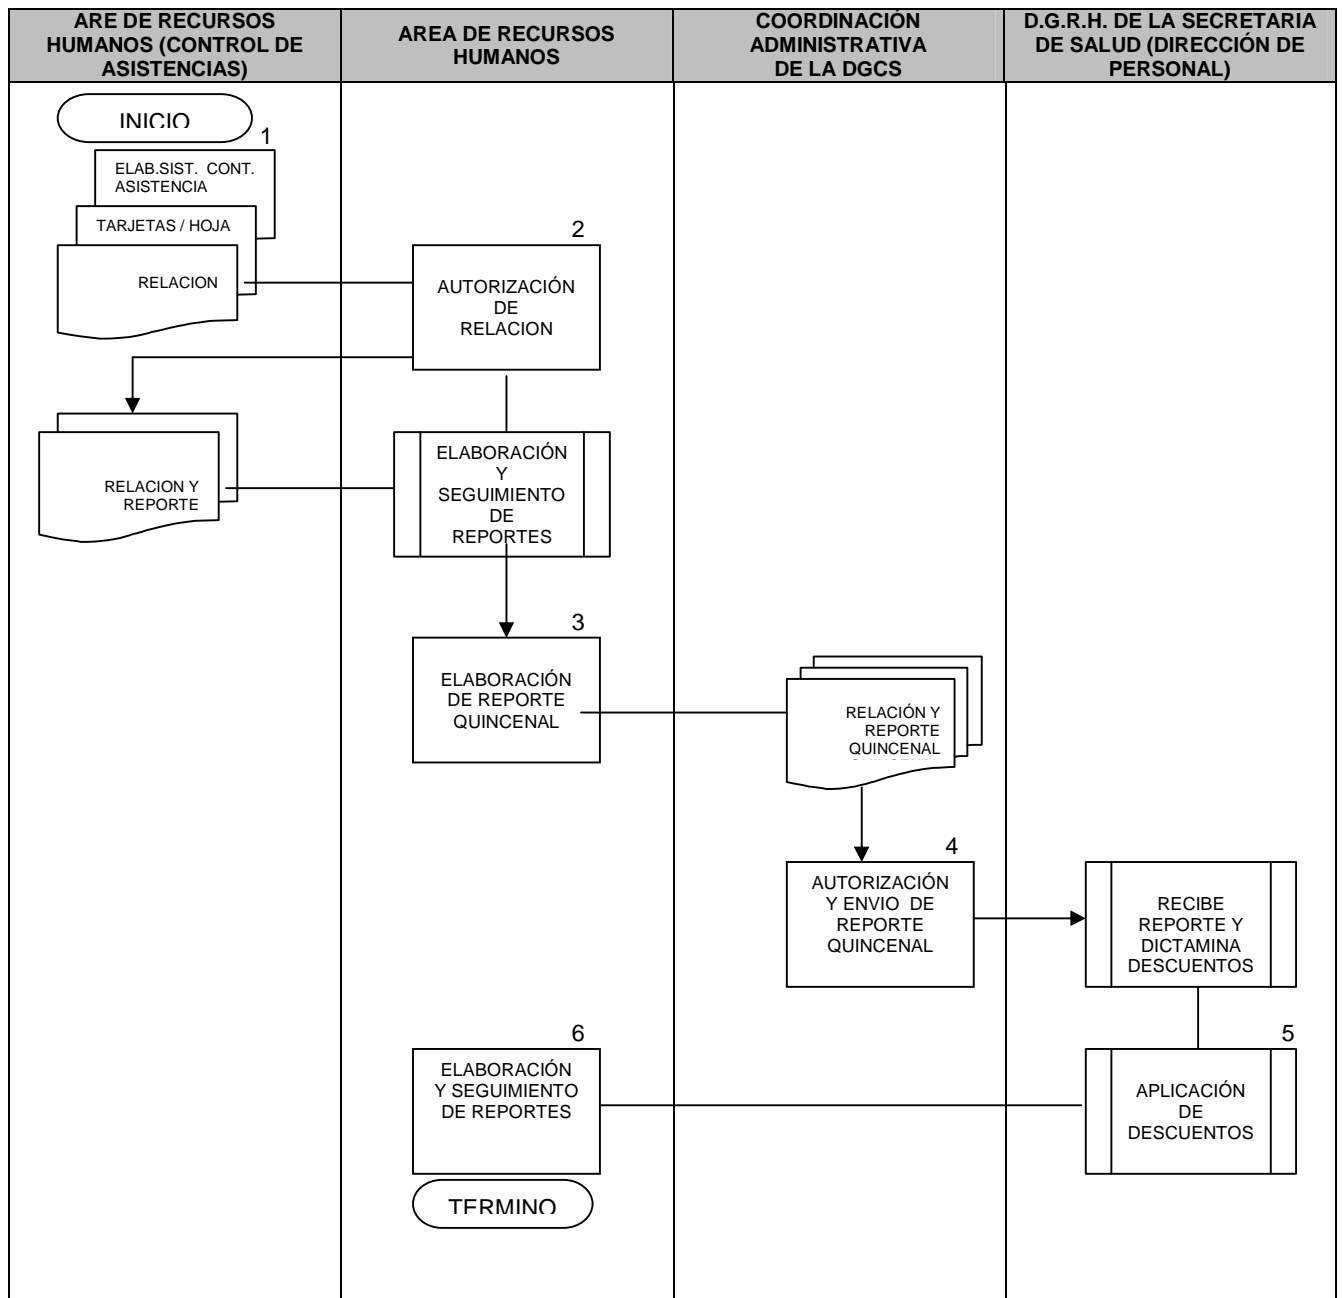 ARE DE RECURSOS
HUMANOS (CONTROL DE
ASISTENCIAS)
AREA DE RECURSOS
HUMANOS
COORDINACIÓN
ADMINISTRATIVA
DE LA DGCS
D.G.R.H. DE LA SECRETARIA
DE SALUD (DIRECCIÓN DE
PERSONAL)
INICIO
1
ELAB.SIST. CONT.
ASISTENCIA
TARJETAS / HOJA
RELACION
2
AUTORIZACIÓN
DE
RELACION
RELACION Y
REPORTE
ELABORACIÓN
Y
SEGUIMIENTO
DE
REPORTES
3
ELABORACIÓN
DE REPORTE
QUINCENAL
RELACIÓN Y
REPORTE
QUINCENAL
4
AUTORIZACIÓN
Y ENVIO DE
REPORTE
QUINCENAL
RECIBE
REPORTE Y
DICTAMINA
DESCUENTOS
5
APLICACIÓN
DE
DESCUENTOS
6
ELABORACIÓN
Y SEGUIMIENTO
DE REPORTES
TERMINO